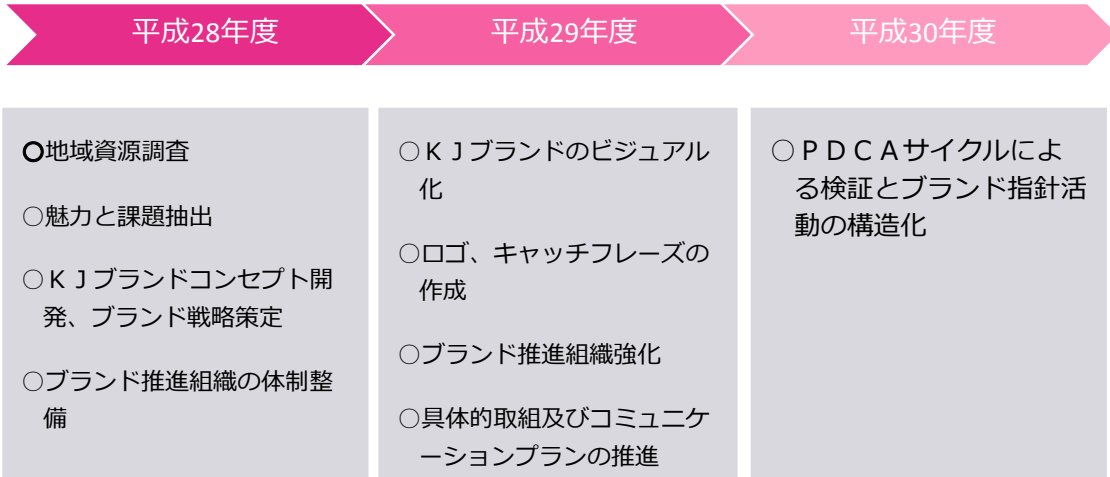 平成28年度
平成29年度
平成30年度
○地域資源調査
○魅力と課題抽出
○ＫＪブランドコンセプト開
発、ブランド戦略策定
○ブランド推進組織の体制整
備
○ＫＪブランドのビジュアル
化
○ロゴ、キャッチフレーズの
作成
○ブランド推進組織強化
○具体的取組及びコミュニケ
ーションプランの推進
○ＰＤＣＡサイクルによ
る検証とブランド指針活
動の構造化